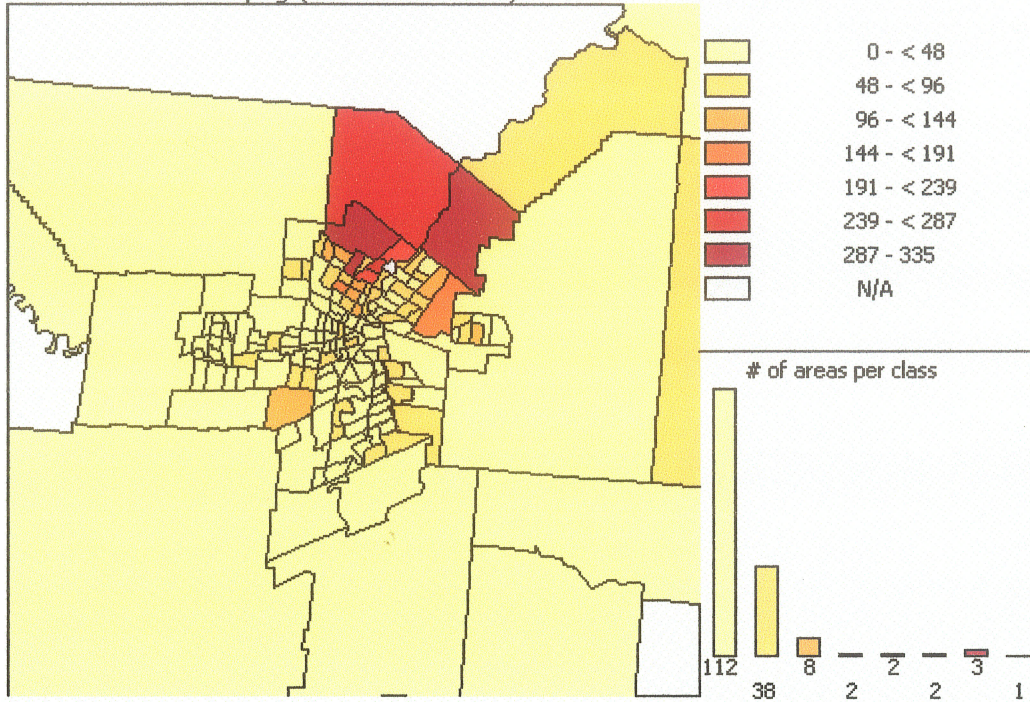 0 - < 48
48 - < 96
96 - < 144
144 - < 191
191 - < 239
239 - < 287
287 - 335
N/A
# of areas per class
112 8 2 3
38 2 2 1